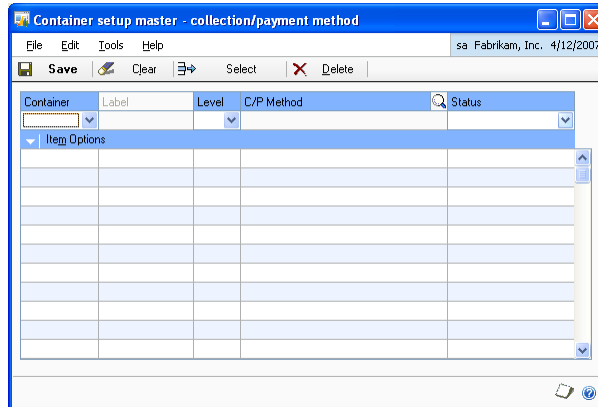 Container setup master - collection/payment method
File Edit Tools Help
sa Fabrikam, Inc. 4/12/2007
Save Clear Select Delete
Container Label Level C/P Method Status
Item Options